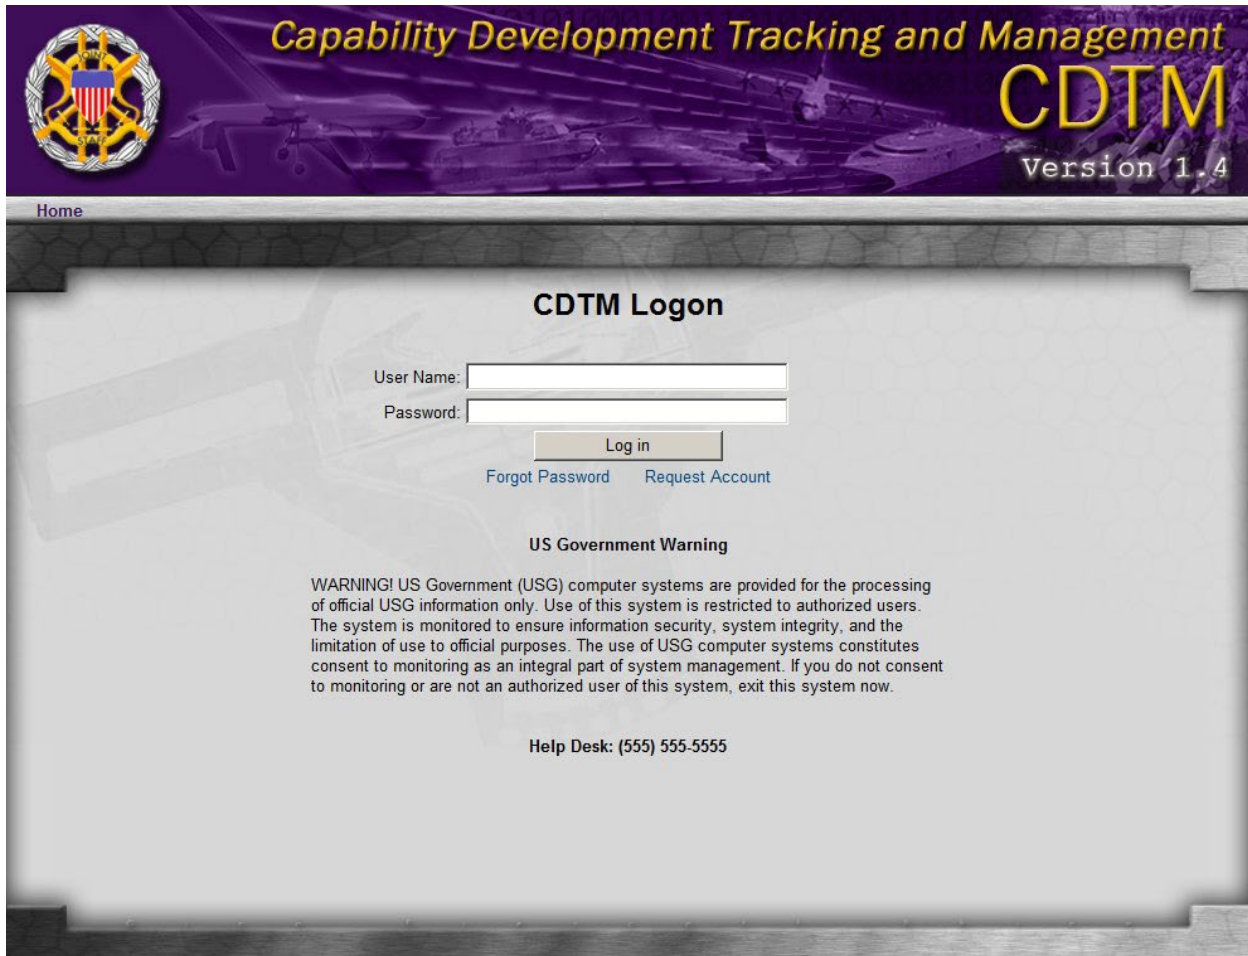 Capability Development Tracking and Management
CDTM
Version 1.4
JOINT
STAFF
Home
CDTM Logon
User Name:
Password:
Log in
Forgot Password Request Account
US Government Warning
WARNING! US Government (USG) computer systems are provided for the processing
of official USG information only. Use of this system is restricted to authorized users.
The system is monitored to ensure information security, system integrity, and the
limitation of use to official purposes. The use of USG computer systems constitutes
consent to monitoring as an integral part of system management. If you do not consent
to monitoring or are not an authorized user of this system, exit this system now.
Help Desk: (555) 555-5555